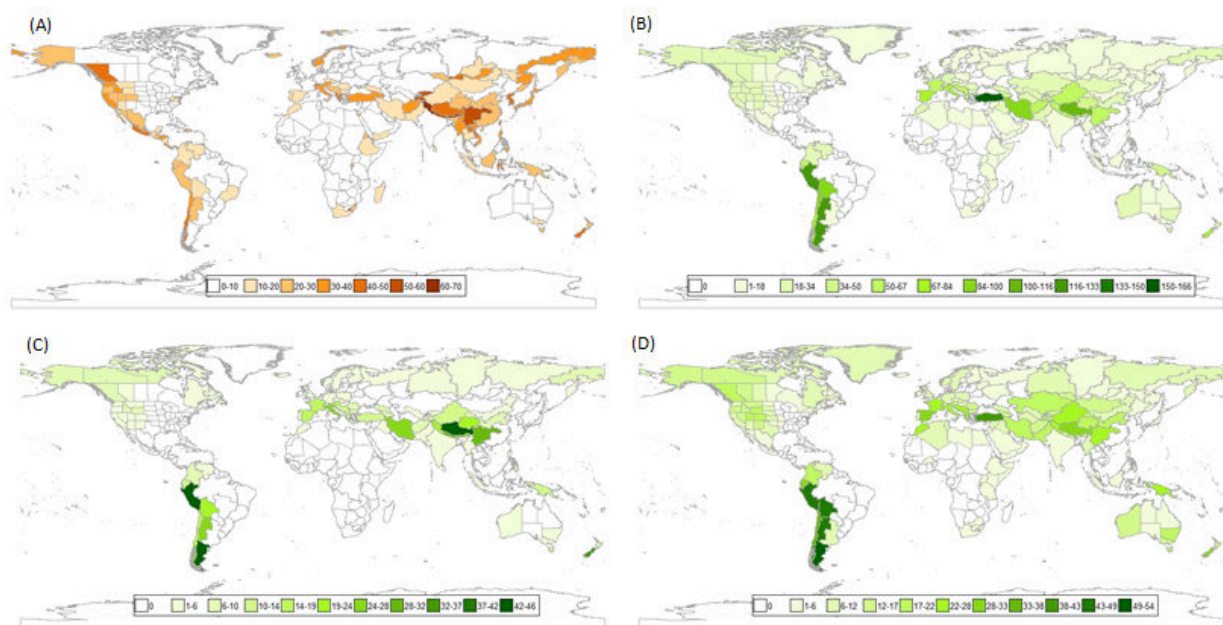 (A)
(B)
0-10 10-20 20-30 30-40 40-50 50-60 60-70
0 1-18 18-34 34-50 50-67 67-84 84-100 100-116 116-133 133-150 150-166
(C)
(D)
0 1-6 6-10 10-14 14-19 19-24 24-28 28-32 32-37 37-42 42-46
0 1-6 6-12 12-17 17-22 22-28 28-33 33-38 38-43 43-49 49-54